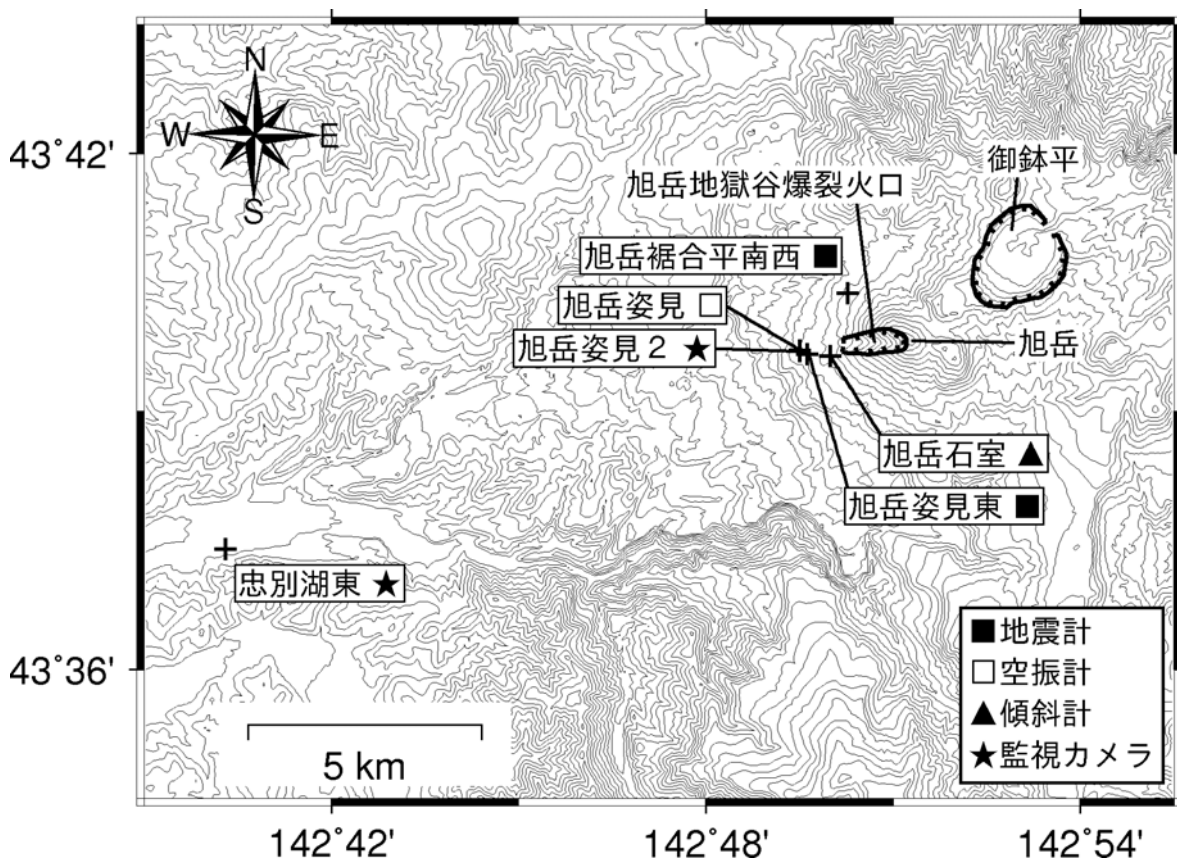 N
W E
S
43°42'
御鉢平
旭岳地獄谷爆裂火口
旭岳裾合平南西 ■
旭岳姿見 □
旭岳姿見2 ★
旭岳
旭岳石室 ▲
旭岳姿見東 ■
忠別湖東 ★
43°36'
■地震計
□空振計
▲傾斜計
★監視カメラ
5 km
142°42'
142°48'
142°54'